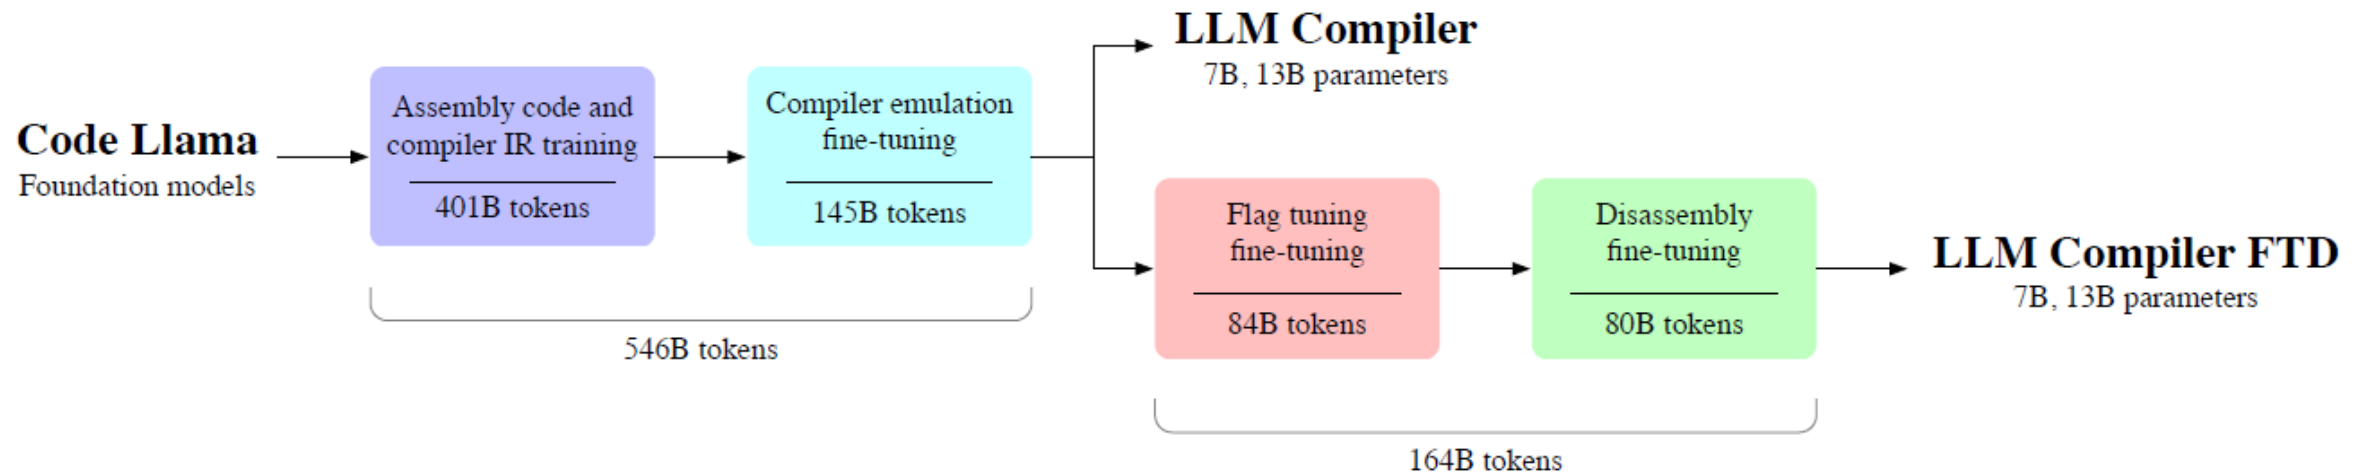 Code Llama
Foundation models
Assembly code and
compiler IR training
401B tokens
Compiler emulation
fine-tuning
145B tokens
546B tokens
LLM Compiler
7B, 13B parameters
Flag tuning
fine-tuning
84B tokens
Disassembly
fine-tuning
80B tokens
164B tokens
LLM Compiler FTD
7B, 13B parameters